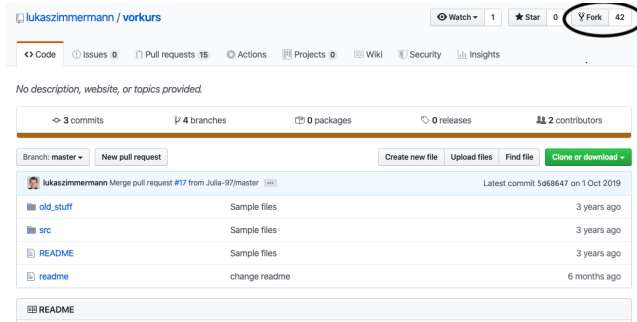 lukaszimmermann / vorkurs
Watch 1 Star 0 Fork 42
Code Issues 0 Pull requests 15 Actions Projects 0 Wiki Security Insights
No description, website, or topics provided.
3 commits 4 branches 0 packages 0 releases 2 contributors
Branch: master New pull request Create new file Upload files Find file Clone or download
lukaszimmermann Merge pull request #17 from Julia-97/master ... Latest commit 5d68647 on 1 Oct 2019
old_stuff Sample files 3 years ago
src Sample files 3 years ago
README Sample files 3 years ago
readme change readme 6 months ago
README